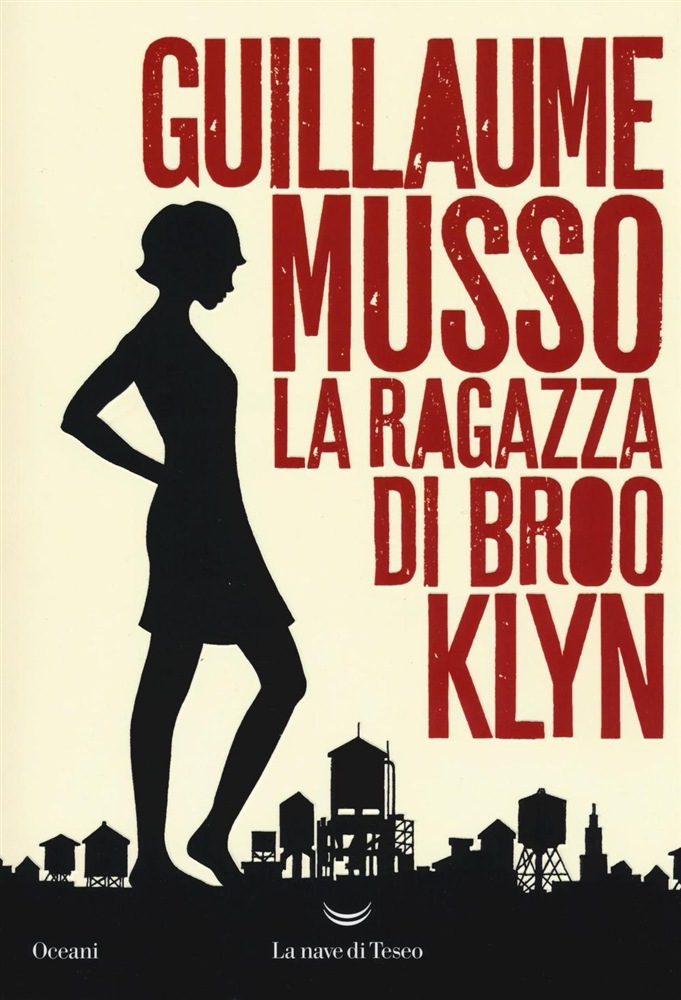 GUILLAUME
MUSSO
LA RAGAZZA
DI BROO
KLYN
Oceani
La nave di Teseo